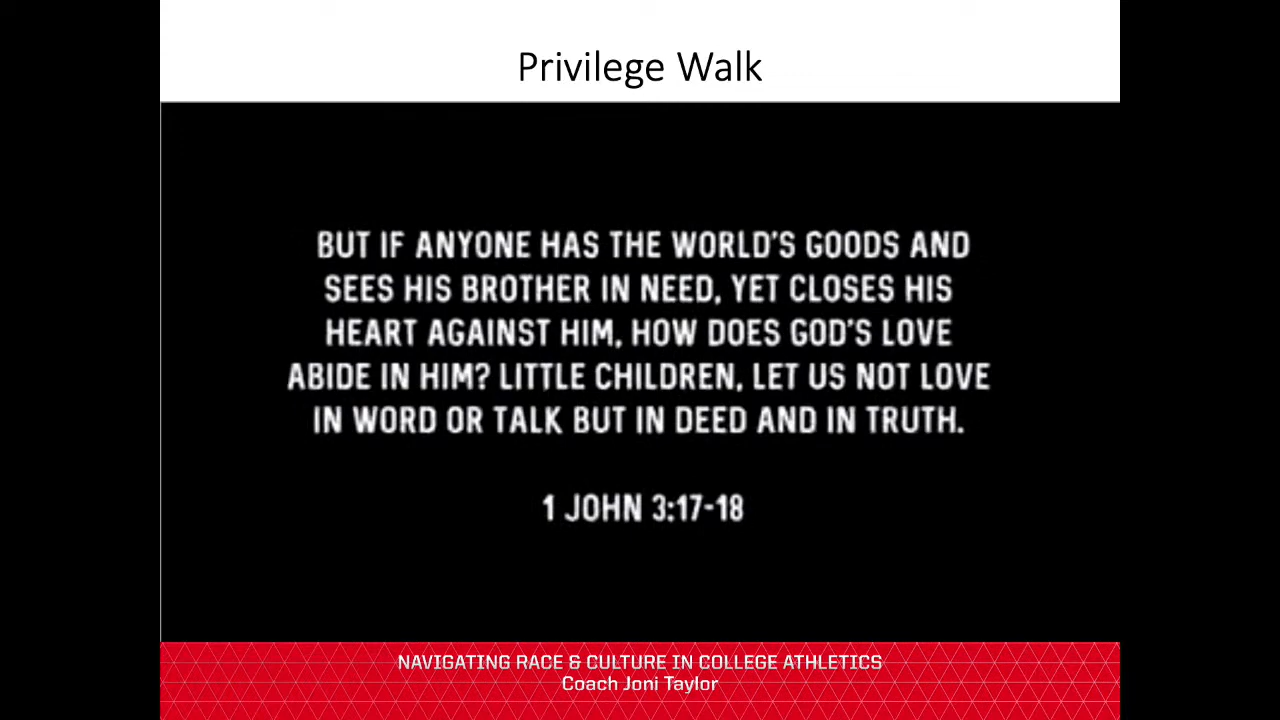 Privilege Walk
BUT IF ANYONE HAS THE WORLD'S GOODS AND
SEES HIS BROTHER IN NEED, YET CLOSES HIS
HEART AGAINST HIM, HOW DOES GOD'S LOVE
ABIDE IN HIM? LITTLE CHILDREN, LET US NOT LOVE
IN WORD OR TALK BUT IN DEED AND IN TRUTH.
1 JOHN 3:17-18
NAVIGATING RACE & CULTURE IN COLLEGE ATHLETICS
Coach Joni Taylor